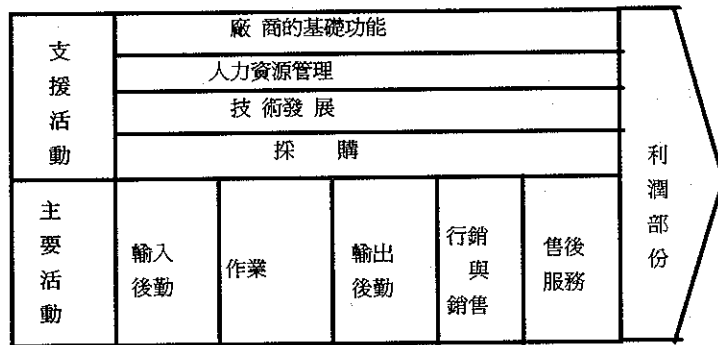 支援活動
廠 商的基礎功能
人力資源管理
技 術發 展
採 購
主要活動
輸入
後勤
作業
輸出
後勤
行銷
與
銷售
售後
服務
利潤部份